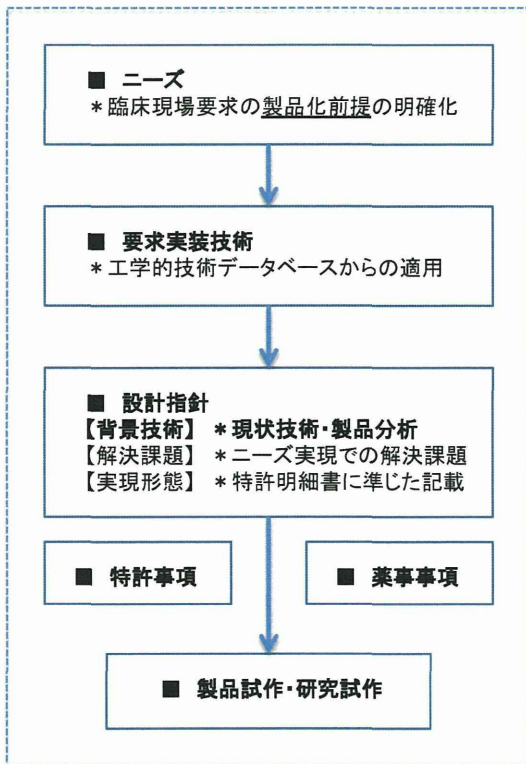 ■ ニーズ
＊臨床現場要求の製品化前提の明確化
■ 要求実装技術
＊工学的技術データベースからの適用
■ 設計指針
【背景技術】 ＊現状技術・製品分析
【解決課題】 ＊ニーズ実現での解決課題
【実現形態】 ＊特許明細書に準じた記載
■ 特許事項
■ 薬事事項
■ 製品試作・研究試作